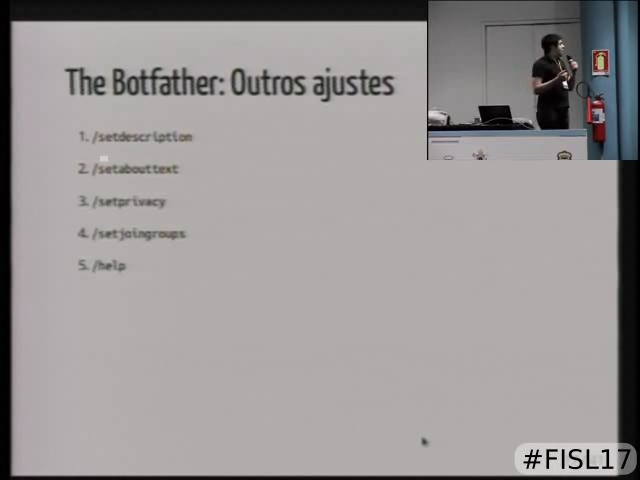 The Botfather: Outros ajustes
1. /setdescription
2. /setabouttext
3. /setprivacy
4. /setjoingroups
5. /help
#FISL17